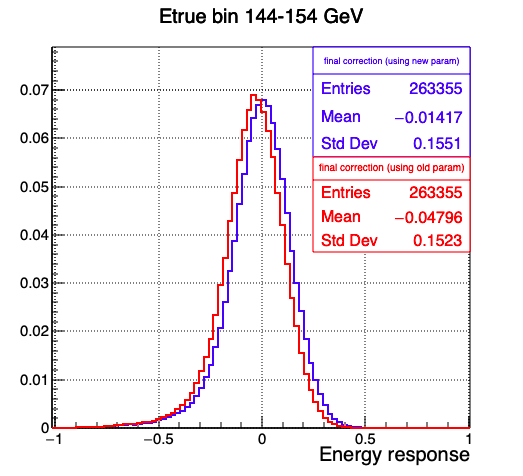 Etrue bin 144-154 GeV
final correction (using new param)
Entries 263355
Mean −0.01417
Std Dev 0.1551
final correction (using old param)
Entries 263355
Mean −0.04796
Std Dev 0.1523
0.07
0.06
0.05
0.04
0.03
0.02
0.01
0
−1 −0.5 0 0.5 1
Energy response